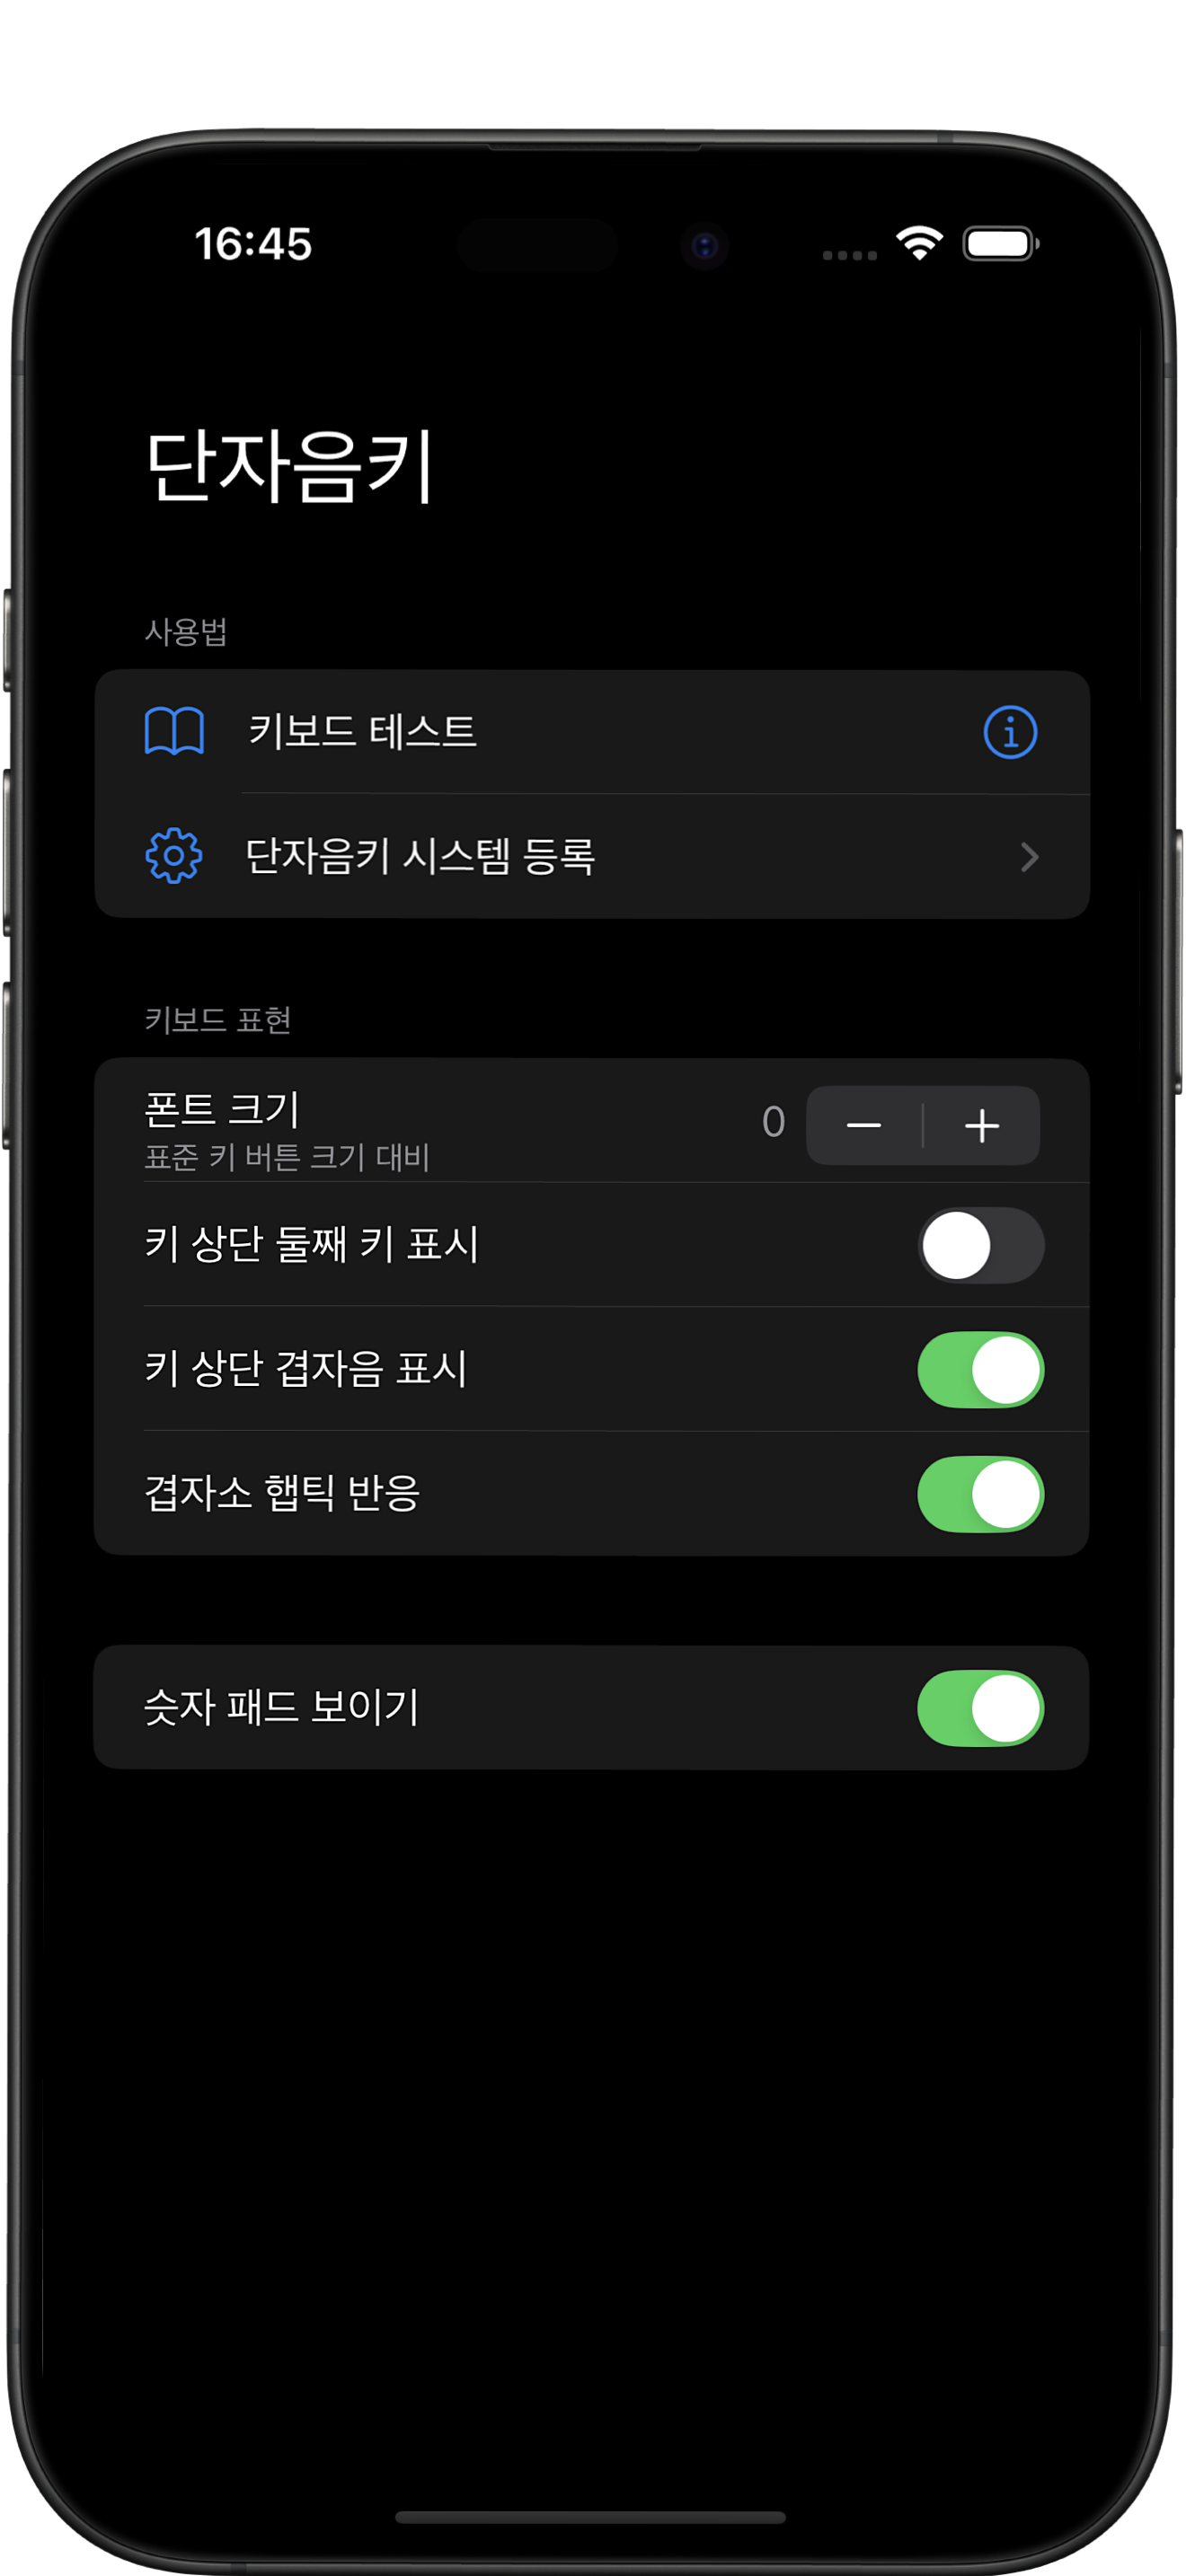 16:45
단자음키
사용법
키보드 테스트
단자음키 시스템 등록
키보드 표현
폰트 크기
0
표준 키 버튼 크기 대비
키 상단 둘째 키 표시
키 상단 겹자음 표시
겹자소 햅틱 반응
숫자 패드 보이기